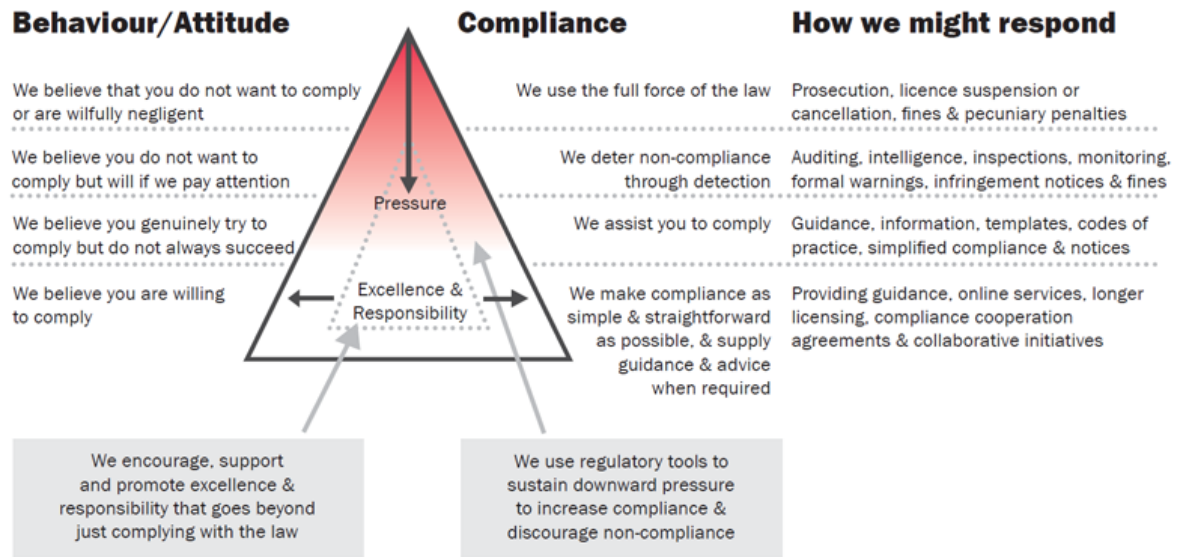 Behaviour/Attitude
Compliance
How we might respond
We believe that you do not want to comply
or are wilfully negligent
We use the full force of the law
Prosecution, licence suspension or
cancellation, fines & pecuniary penalties
We believe you do not want to
comply but will if we pay attention
We deter non-compliance
through detection
Auditing, intelligence, inspections, monitoring,
formal warnings, infringement notices & fines
Pressure
We believe you genuinely try to
comply but do not always succeed
We assist you to comply
Guidance, information, templates, codes of
practice, simplified compliance & notices
We believe you are willing
to comply
Excellence &
Responsibility
We make compliance as
simple & straightforward
as possible, & supply
guidance & advice
when required
Providing guidance, online services, longer
licensing, compliance cooperation
agreements & collaborative initiatives
We encourage, support
and promote excellence &
responsibility that goes beyond
just complying with the law
We use regulatory tools to
sustain downward pressure
to increase compliance &
discourage non-compliance